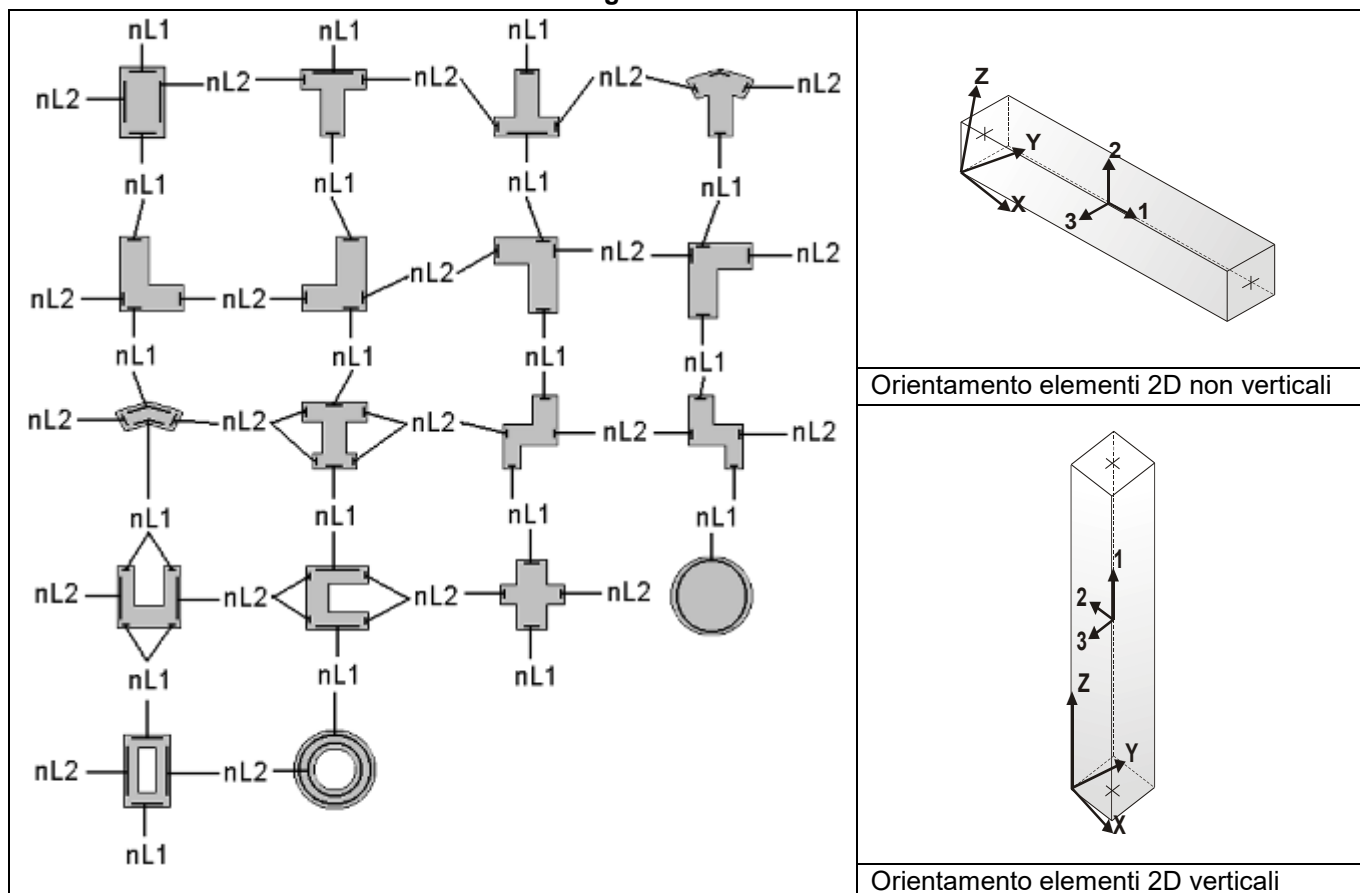 nL1 nL1 nL1
nL2 nL2 nL2 nL2 nL2
nL1 nL1 nL1 nL1
nL2 nL2 nL2 nL2 nL2
nL1 nL1 nL1 nL1
nL2 nL2 nL2 nL2 nL2
nL1 nL1 nL1 nL1
nL2 nL2 nL2 nL2
nL1 nL1 nL1
nL2 nL2
nL1
Z
Y 2
X 3 1
Orientamento elementi 2D non verticali
1
2
3
Z
Y
X
Orientamento elementi 2D verticali